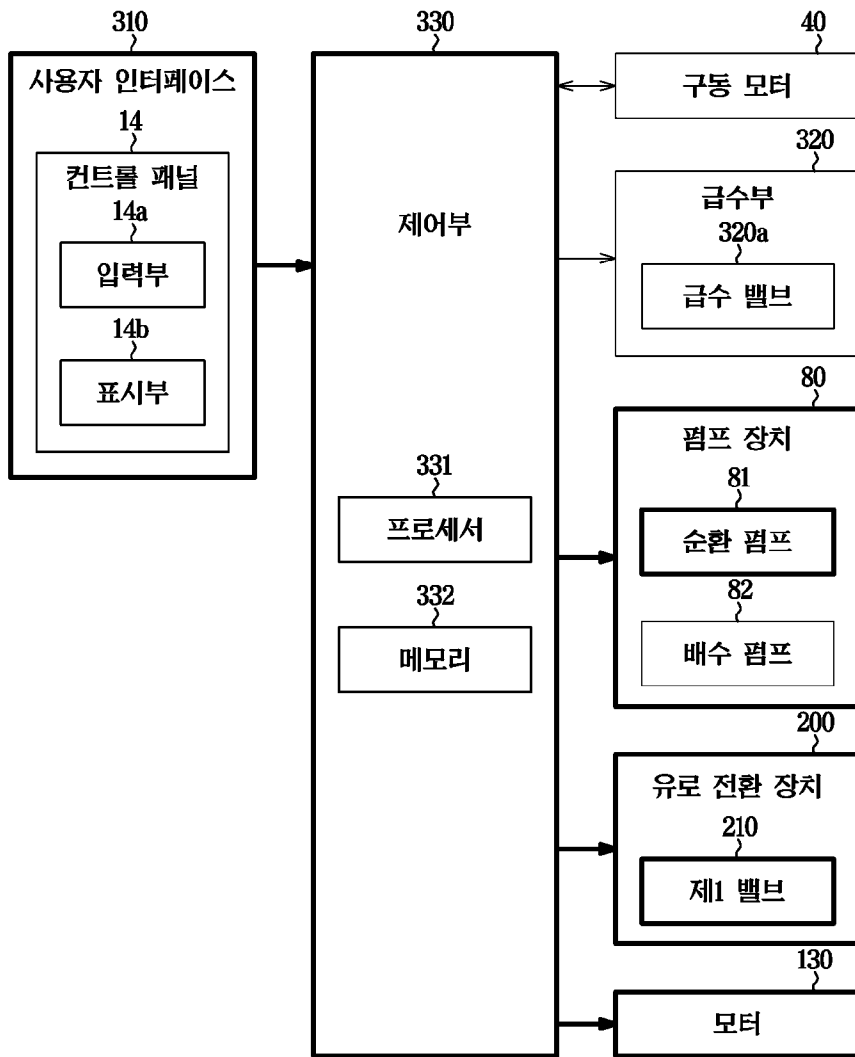 310
사용자 인터페이스
14
컨트롤 패널
14a
입력부
14b
표시부
330
제어부
331
프로세서
332
메모리
40
구동 모터
320
급수부
320a
급수 밸브
80
펌프 장치
81
순환 펌프
82
배수 펌프
200
유로 전환 장치
210
제1 밸브
130
모터